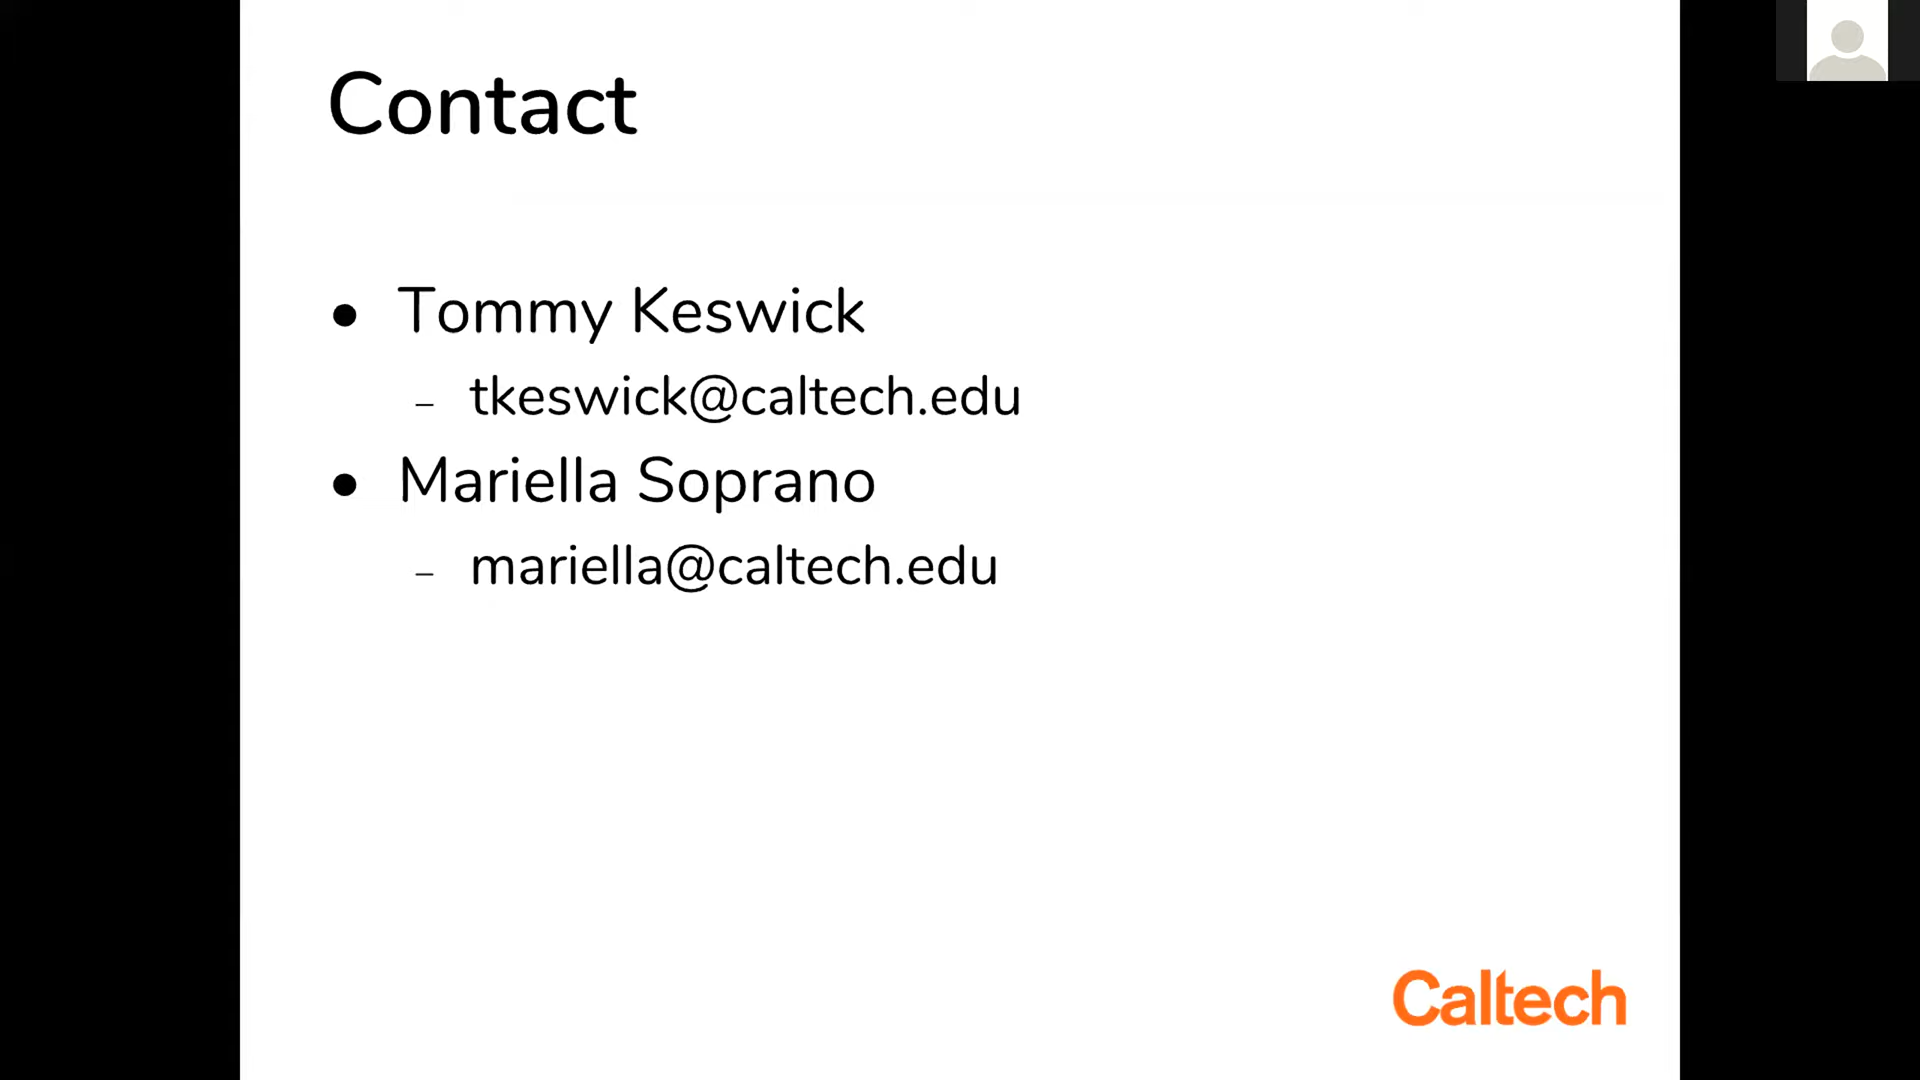 Contact
• Tommy Keswick
– tkeswick@caltech.edu
• Mariella Soprano
– mariella@caltech.edu
Caltech